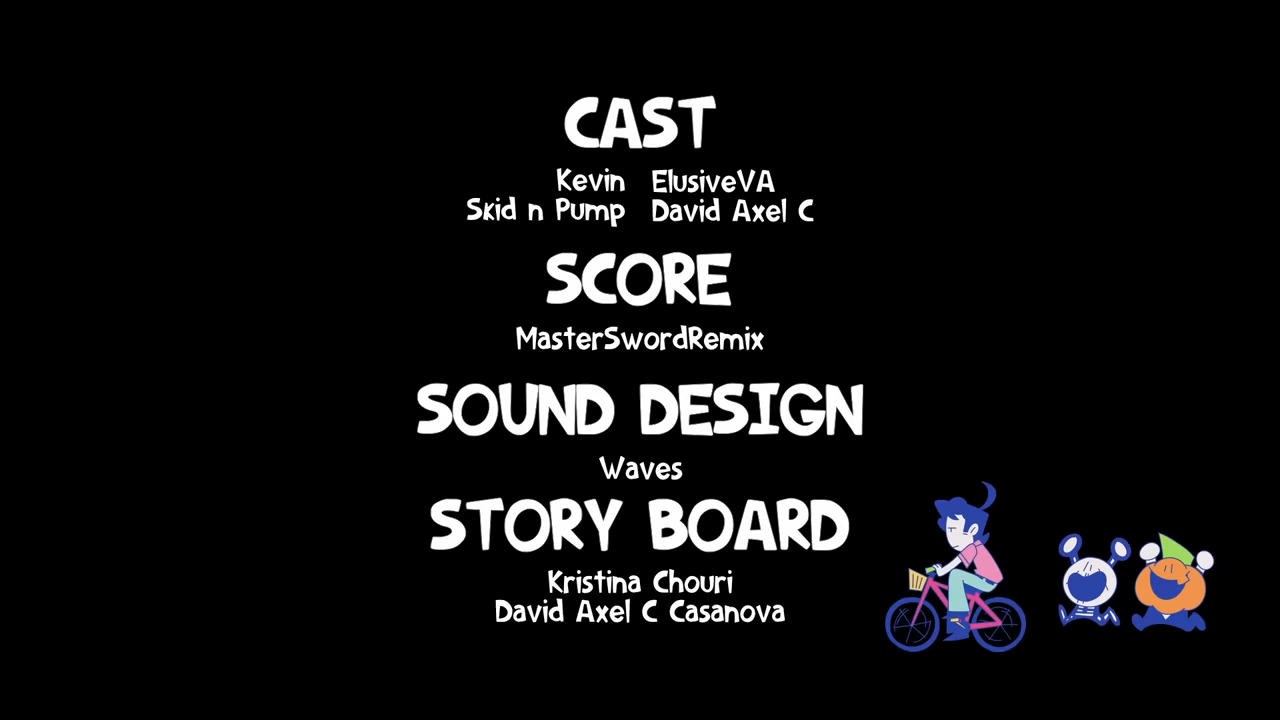 CAST
Kevin ElusiveVA
Skid n Pump David Axel C
SCORE
MasterSwordRemix
SOUND DESIGN
Waves
STORY BOARD
Kristina Chouri
David Axel C Casanova